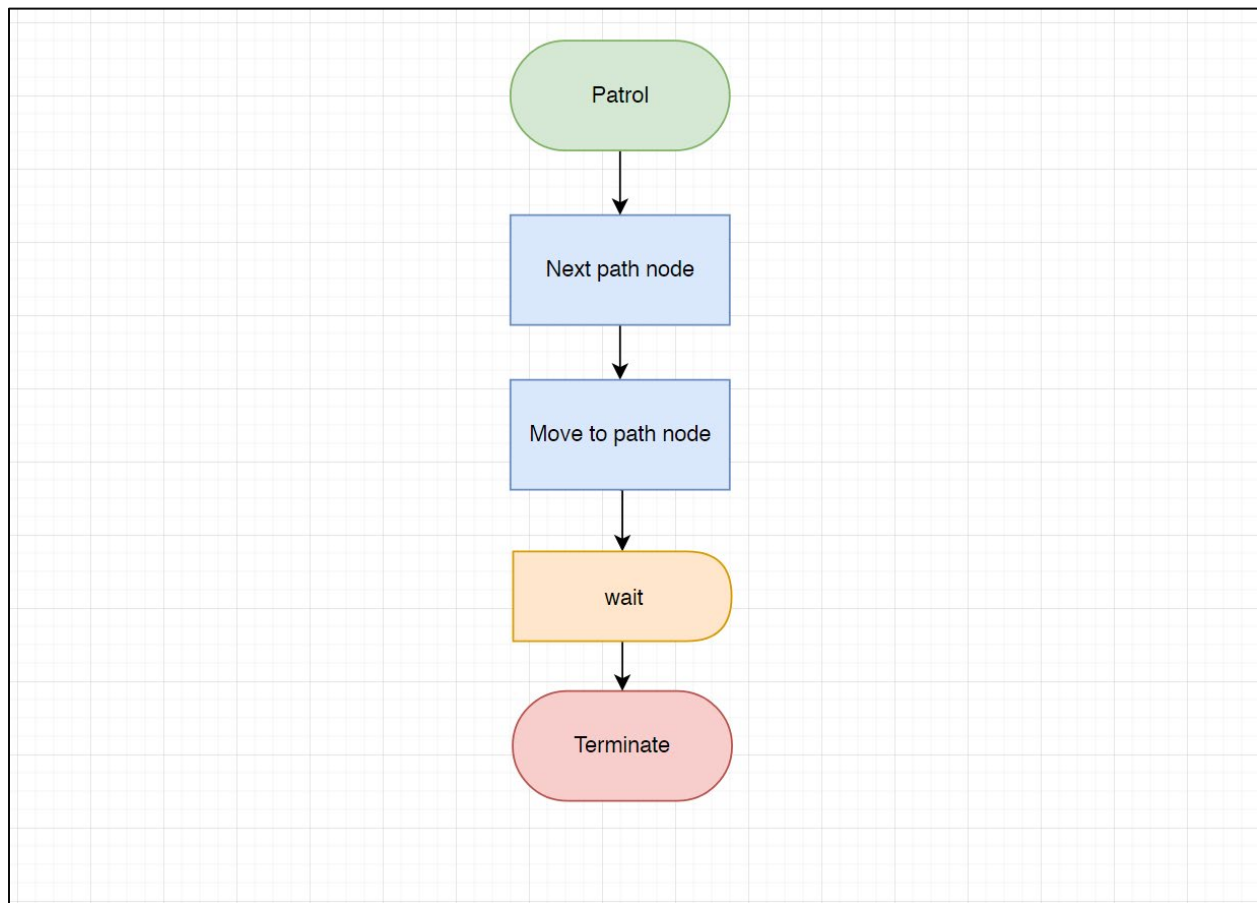 Patrol
Next path node
Move to path node
wait
Terminate